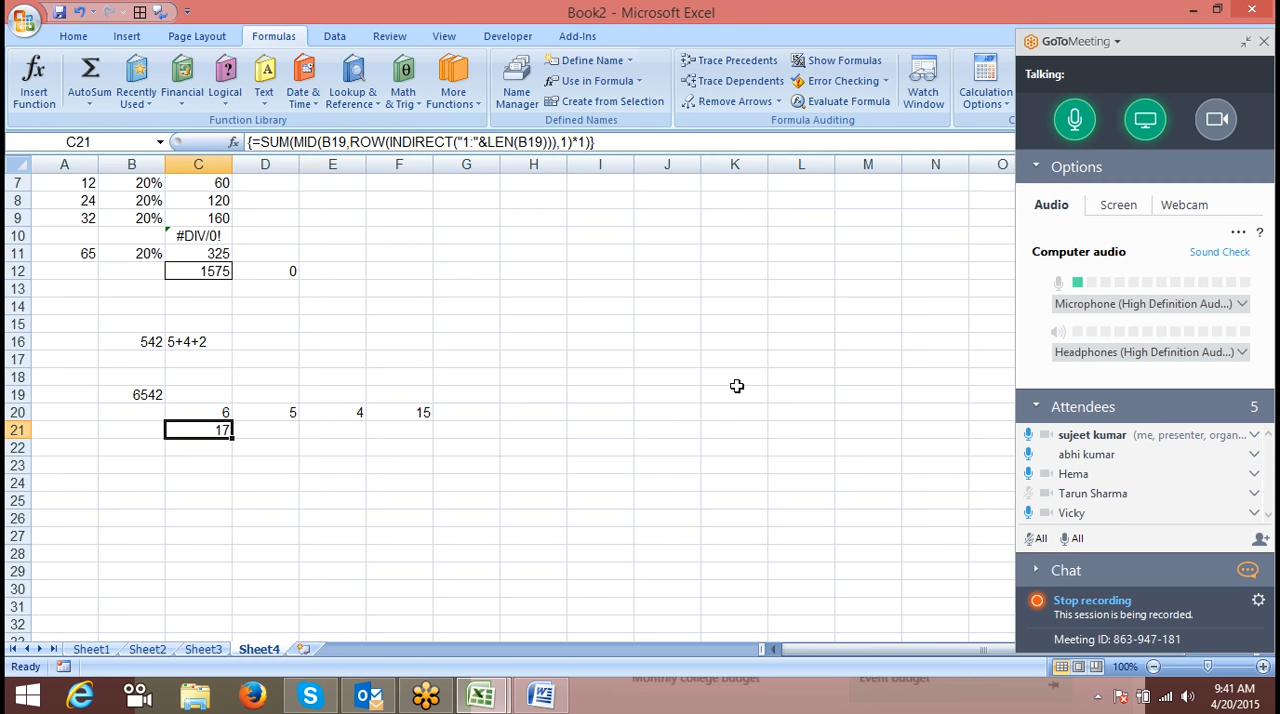 Book2 - Microsoft Excel
Home Insert Page Layout Formulas Data Review View Developer Add-Ins
fx Insert Function
Σ AutoSum
Recently Used
Financial
Logical
Text
Date & Time
Lookup & Reference
Math & Trig
More Functions
Function Library
Name Manager
Define Name
Use in Formula
Create from Selection
Defined Names
Trace Precedents
Trace Dependents
Remove Arrows
Show Formulas
Error Checking
Evaluate Formula
Formula Auditing
Watch Window
Calculation Options
C21 fx {=SUM(MID(B19,ROW(INDIRECT("1:"&LEN(B19))),1)*1)}
A B C D E F G H I J K L M N O
7 12 20% 60
8 24 20% 120
9 32 20% 160
10 #DIV/0!
11 65 20% 325
12 1575 0
13
14
15
16 542 5+4+2
17
18
19 6542
20 6 5 4 15
21 17
22
23
24
25
26
27
28
29
30
31
32
Sheet1 Sheet2 Sheet3 Sheet4
Ready 100%
GoToMeeting
Talking:
Options
Audio Screen Webcam
... ?
Computer audio Sound Check
Microphone (High Definition Aud...)
Headphones (High Definition Aud...)
Attendees 5
sujeet kumar (me, presenter, organ...
abhi kumar
Hema
Tarun Sharma
Vicky
All All
Chat
Stop recording
This session is being recorded.
Meeting ID: 863-947-181
Monthly college budget Event budget
9:41 AM
4/20/2015